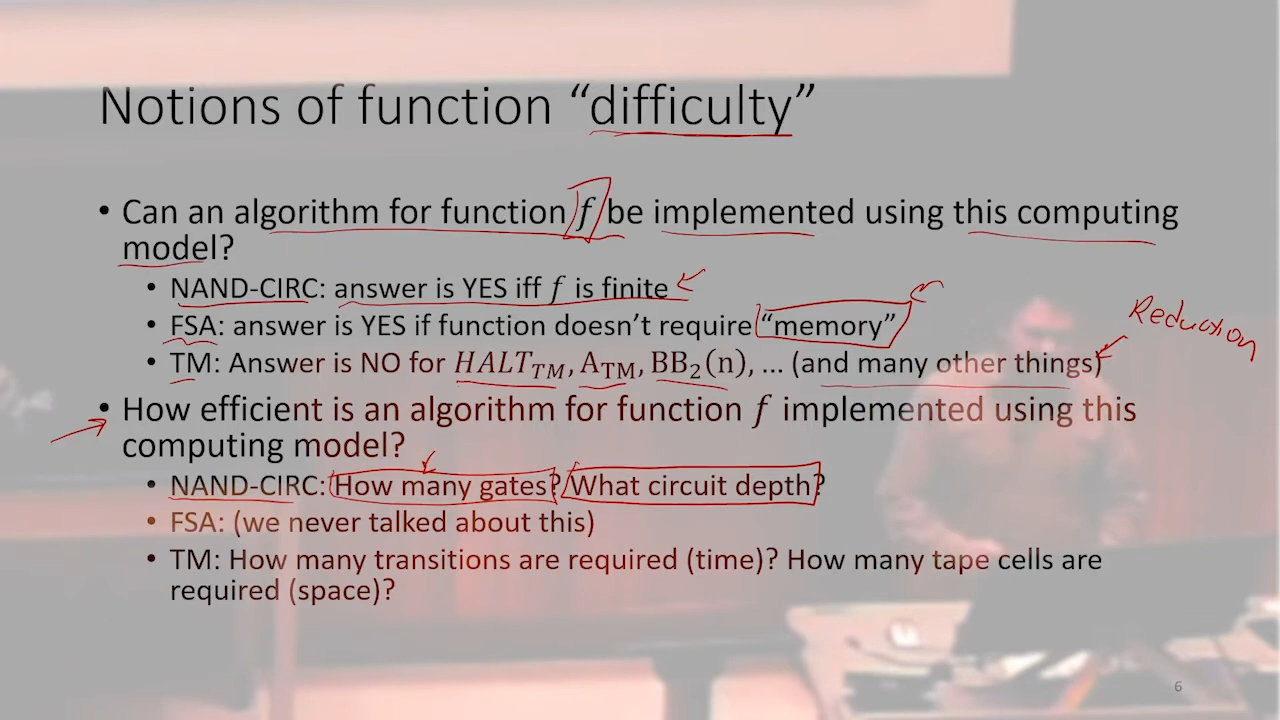 Notions of function “difficulty”
• Can an algorithm for function f be implemented using this computing
model?
• NAND-CIRC: answer is YES iff f is finite
• FSA: answer is YES if function doesn’t require “memory”
Reduction
• TM: Answer is NO for HALT_TM, A_TM, BB₂(n), ... (and many other things)
• How efficient is an algorithm for function f implemented using this
computing model?
• NAND-CIRC: How many gates? What circuit depth?
• FSA: (we never talked about this)
• TM: How many transitions are required (time)? How many tape cells are
required (space)?
6